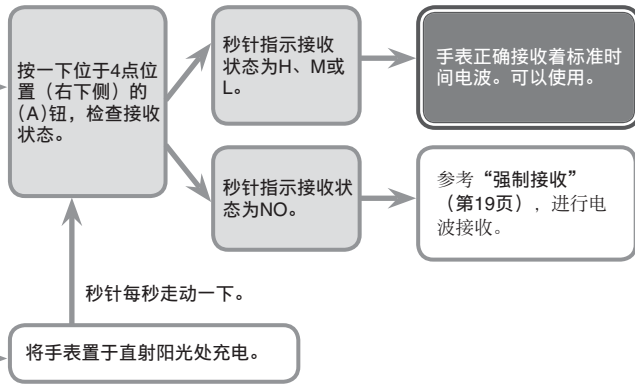 按一下位于4点位
置（右下侧）的
(A)钮，检查接收
状态。
秒针指示接收
状态为H、M或
L。
手表正确接收着标准时
间电波。可以使用。
秒针指示接收状
态为NO。
参考“强制接收”
（第19页），进行电
波接收。
秒针每秒走动一下。
将手表置于直射阳光处充电。